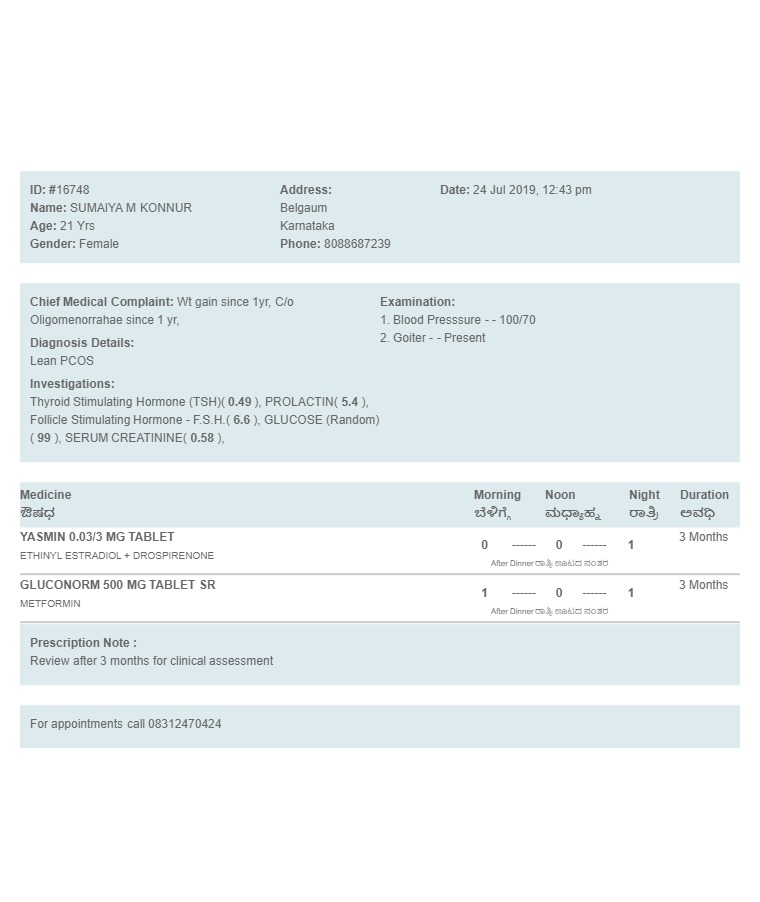 ID: #16748
Name: SUMAIYA M KONNUR
Age: 21 Yrs
Gender: Female
Address:
Belgaum
Karnataka
Phone: 8088687239
Date: 24 Jul 2019, 12:43 pm
Chief Medical Complaint: Wt gain since 1yr, C/o
Oligomenorrahae since 1 yr,
Diagnosis Details:
Lean PCOS
Investigations:
Thyroid Stimulating Hormone (TSH)( 0.49 ), PROLACTIN( 5.4 ),
Follicle Stimulating Hormone - F.S.H.( 6.6 ), GLUCOSE (Random)
( 99 ), SERUM CREATININE( 0.58 ),
Examination:
1. Blood Presssure - - 100/70
2. Goiter - - Present
Medicine Morning Noon Night Duration
ಔಷಧ ಬೆಳಿಗ್ಗೆ ಮಧ್ಯಾಹ್ನ ರಾತ್ರಿ ಅವಧಿ
YASMIN 0.03/3 MG TABLET 3 Months
0 ------ 0 ------ 1
ETHINYL ESTRADIOL + DROSPIRENONE
After Dinner ರಾತ್ರಿ ಊಟದ ನಂತರ
GLUCONORM 500 MG TABLET SR 3 Months
1 ------ 0 ------ 1
METFORMIN
After Dinner ರಾತ್ರಿ ಊಟದ ನಂತರ
Prescription Note :
Review after 3 months for clinical assessment
For appointments call 08312470424